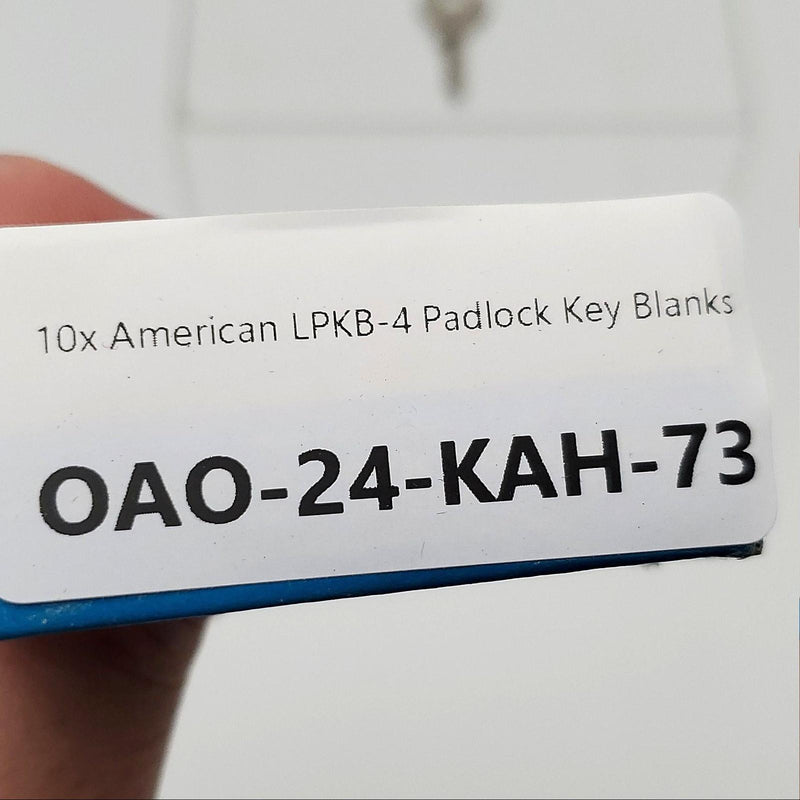 10x American LPKB-4 Padlock Key Blanks
OAO-24-KAH-73